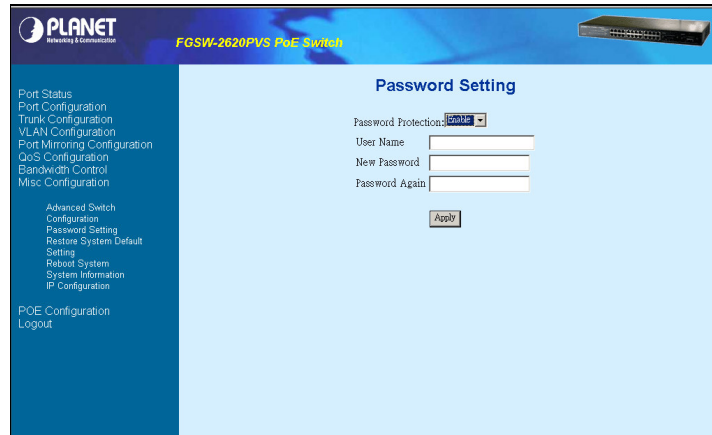 PLANET
Networking & Communication
FGSW-2620PVS PoE Switch
Port Status
Port Configuration
Trunk Configuration
VLAN Configuration
Port Mirroring Configuration
QoS Configuration
Bandwidth Control
Misc Configuration
Advanced Switch
Configuration
Password Setting
Restore System Default
Setting
Reboot System
System Information
IP Configuration
POE Configuration
Logout
Password Setting
Password Protection: Enable
User Name
New Password
Password Again
Apply